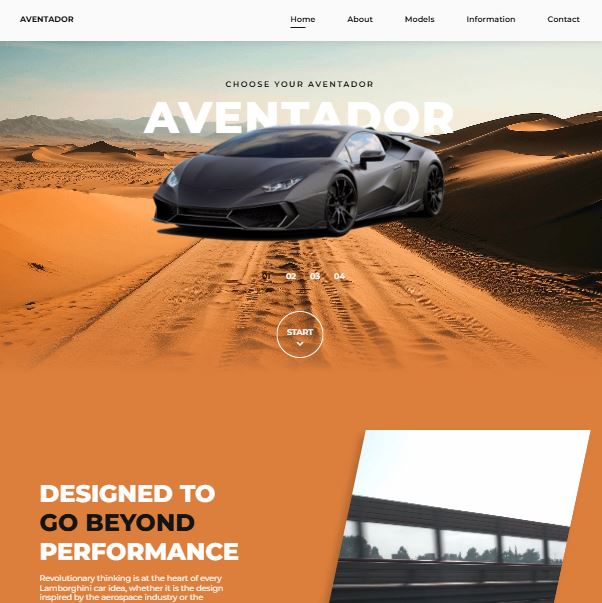 AVENTADOR
Home About Models Information Contact
CHOOSE YOUR AVENTADOR
AVENTADOR
02 03 04
START
DESIGNED TO
GO BEYOND
PERFORMANCE
Revolutionary thinking is at the heart of every
Lamborghini car idea, whether it is the design
inspired by the aerospace industry or the